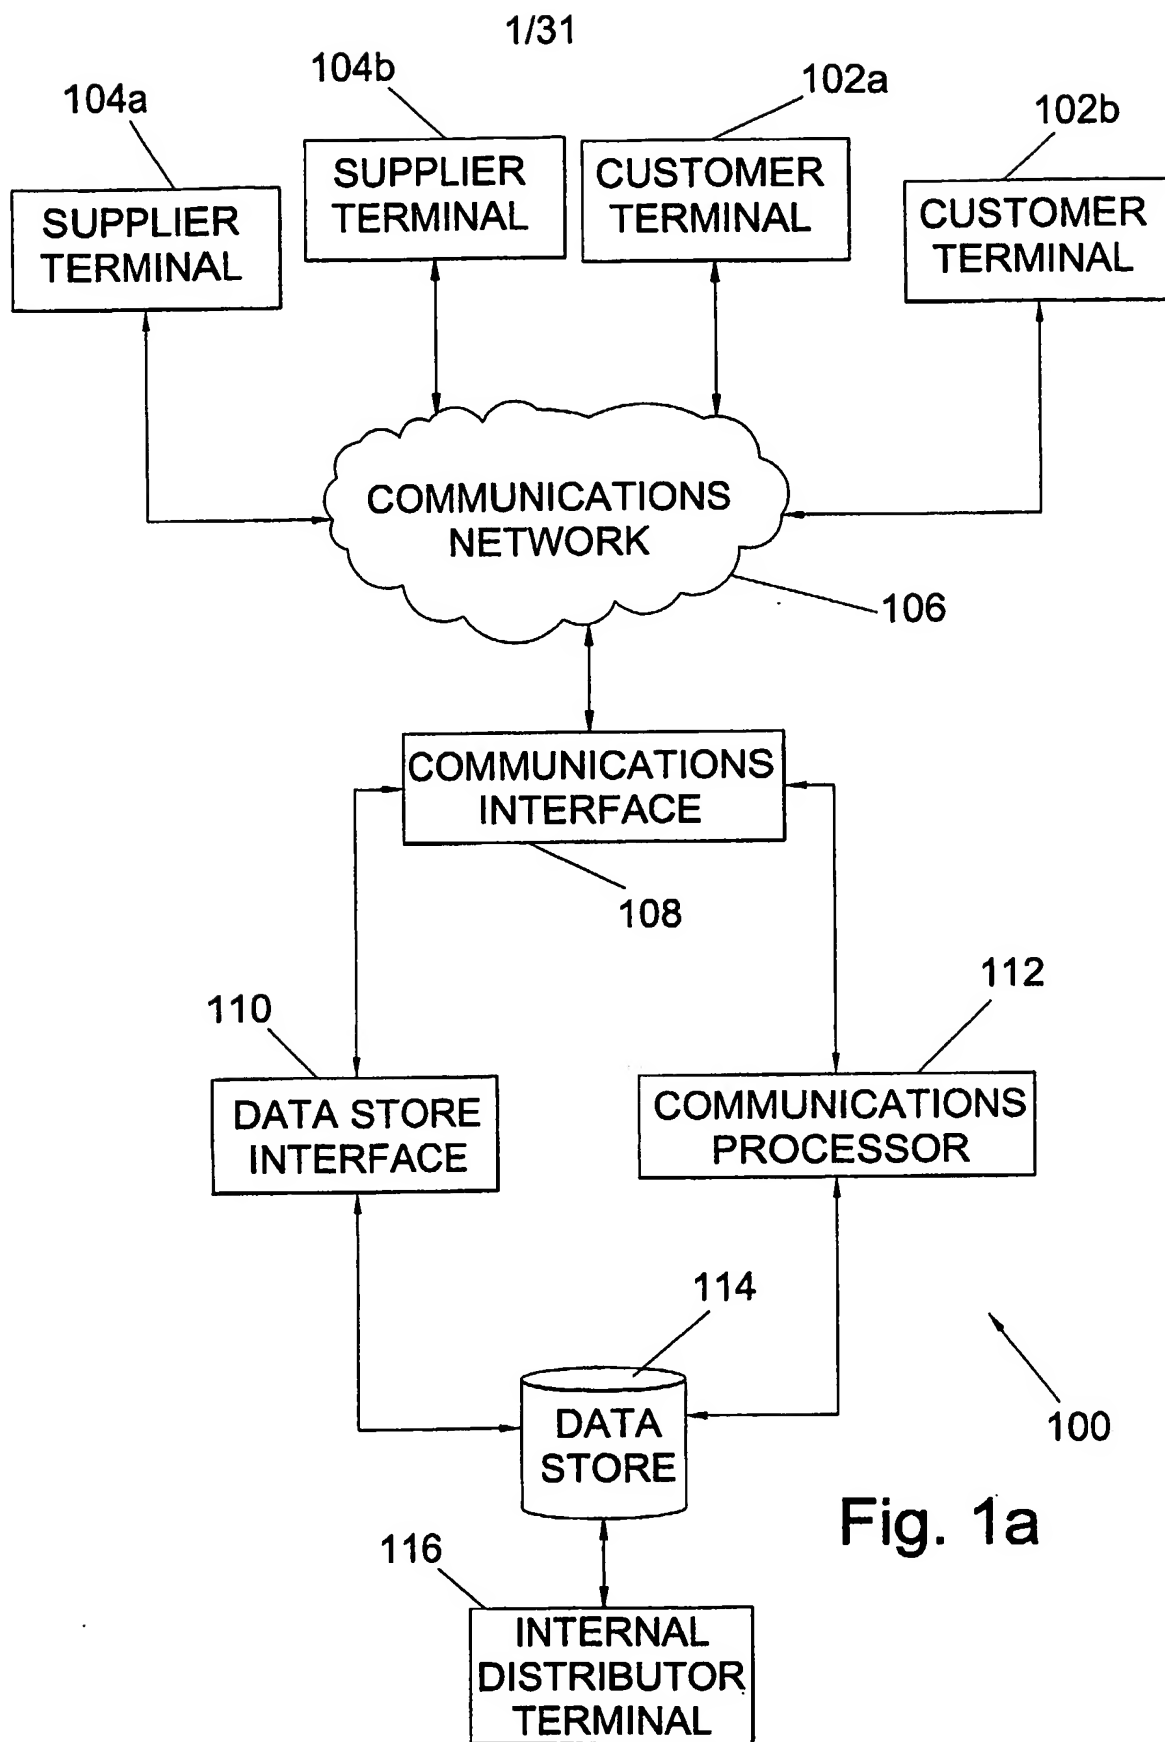 1/31
104a
104b
102a
102b
SUPPLIER
TERMINAL
SUPPLIER
TERMINAL
CUSTOMER
TERMINAL
CUSTOMER
TERMINAL
COMMUNICATIONS
NETWORK
106
COMMUNICATIONS
INTERFACE
108
110
112
DATA STORE
INTERFACE
COMMUNICATIONS
PROCESSOR
114
DATA
STORE
100
Fig. 1a
116
INTERNAL
DISTRIBUTOR
TERMINAL